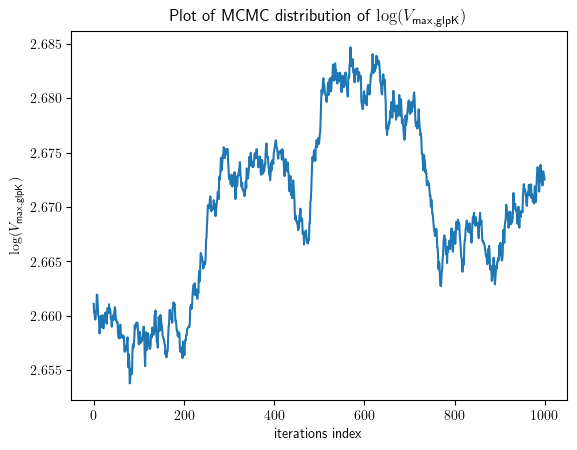 Plot of MCMC distribution of log(V_max,glpK)
log(V_max,glpK)
2.685
2.680
2.675
2.670
2.665
2.660
2.655
0 200 400 600 800 1000
iterations index